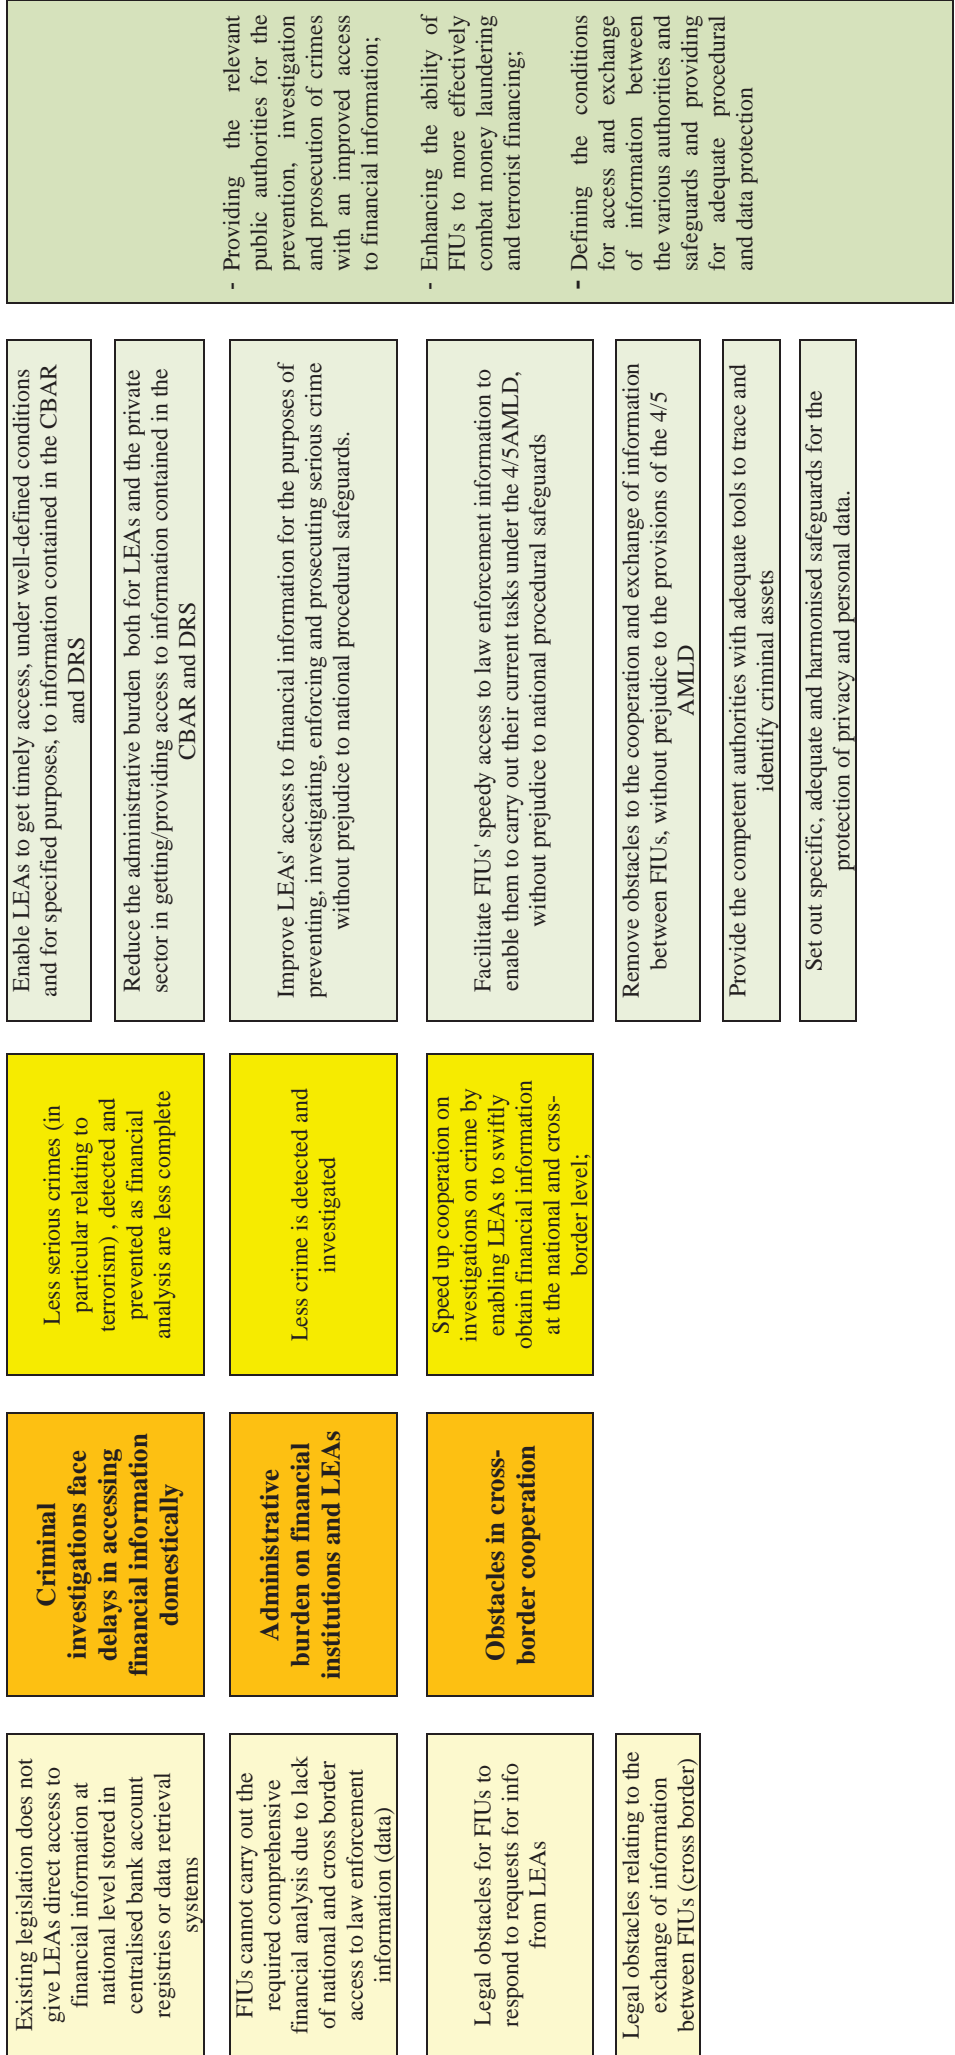 Existing legislation does not
give LEAs direct access to
financial information at
national level stored in
centralised bank account
registries or data retrieval
systems
FIUs cannot carry out the
required comprehensive
financial analysis due to lack
of national and cross border
access to law enforcement
information (data)
Legal obstacles for FIUs to
respond to requests for info
from LEAs
Legal obstacles relating to the
exchange of information
between FIUs (cross border)
Criminal
investigations face
delays in accessing
financial information
domestically
Administrative
burden on financial
institutions and LEAs
Obstacles in cross-
border cooperation
Less serious crimes (in
particular relating to
terrorism) , detected and
prevented as financial
analysis are less complete
Less crime is detected and
investigated
Speed up cooperation on
investigations on crime by
enabling LEAs to swiftly
obtain financial information
at the national and cross-
border level;
Enable LEAs to get timely access, under well-defined conditions
and for specified purposes, to information contained in the CBAR
and DRS
Reduce the administrative burden both for LEAs and the private
sector in getting/providing access to information contained in the
CBAR and DRS
Improve LEAs' access to financial information for the purposes of
preventing, investigating, enforcing and prosecuting serious crime
without prejudice to national procedural safeguards.
Facilitate FIUs' speedy access to law enforcement information to
enable them to carry out their current tasks under the 4/5AMLD,
without prejudice to national procedural safeguards
Remove obstacles to the cooperation and exchange of information
between FIUs, without prejudice to the provisions of the 4/5
AMLD
Provide the competent authorities with adequate tools to trace and
identify criminal assets
Set out specific, adequate and harmonised safeguards for the
protection of privacy and personal data.
- Providing the relevant
public authorities for the
prevention, investigation
and prosecution of crimes
with an improved access
to financial information;
- Enhancing the ability of
FIUs to more effectively
combat money laundering
and terrorist financing;
- Defining the conditions
for access and exchange
of information between
the various authorities and
safeguards and providing
for adequate procedural
and data protection